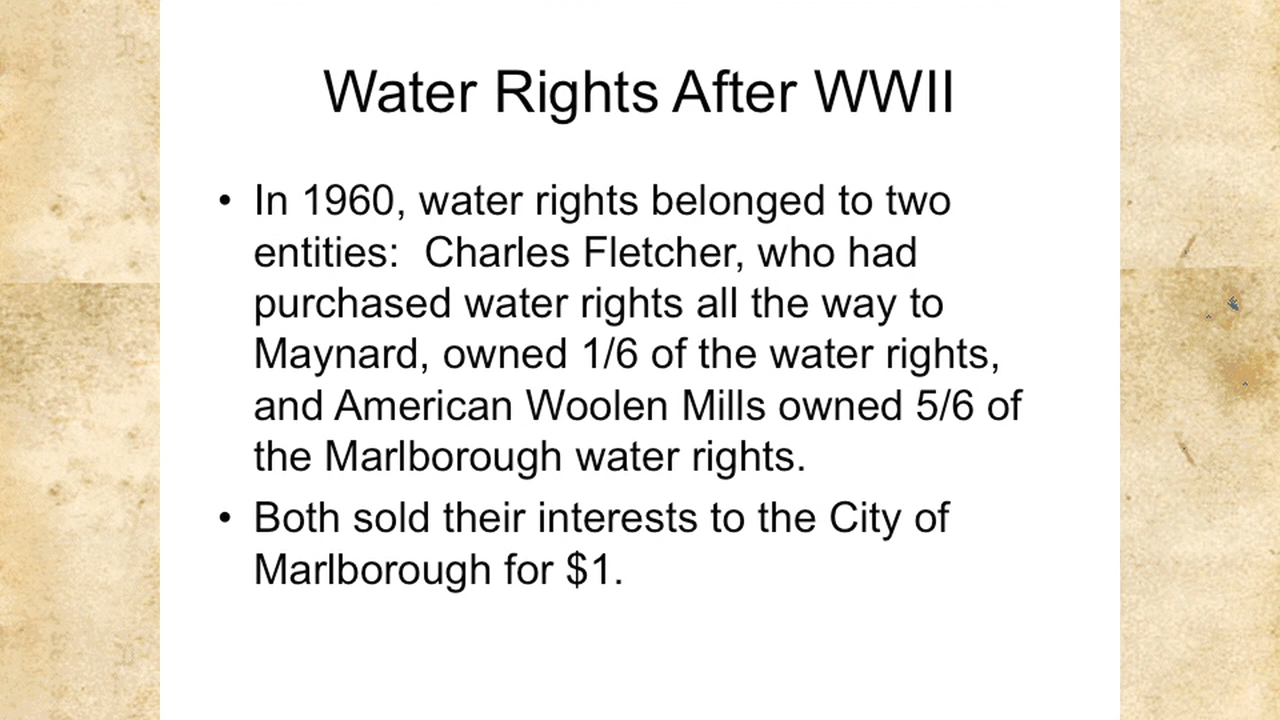 Water Rights After WWII
• In 1960, water rights belonged to two
entities:  Charles Fletcher, who had
purchased water rights all the way to
Maynard, owned 1/6 of the water rights,
and American Woolen Mills owned 5/6 of
the Marlborough water rights.
• Both sold their interests to the City of
Marlborough for $1.